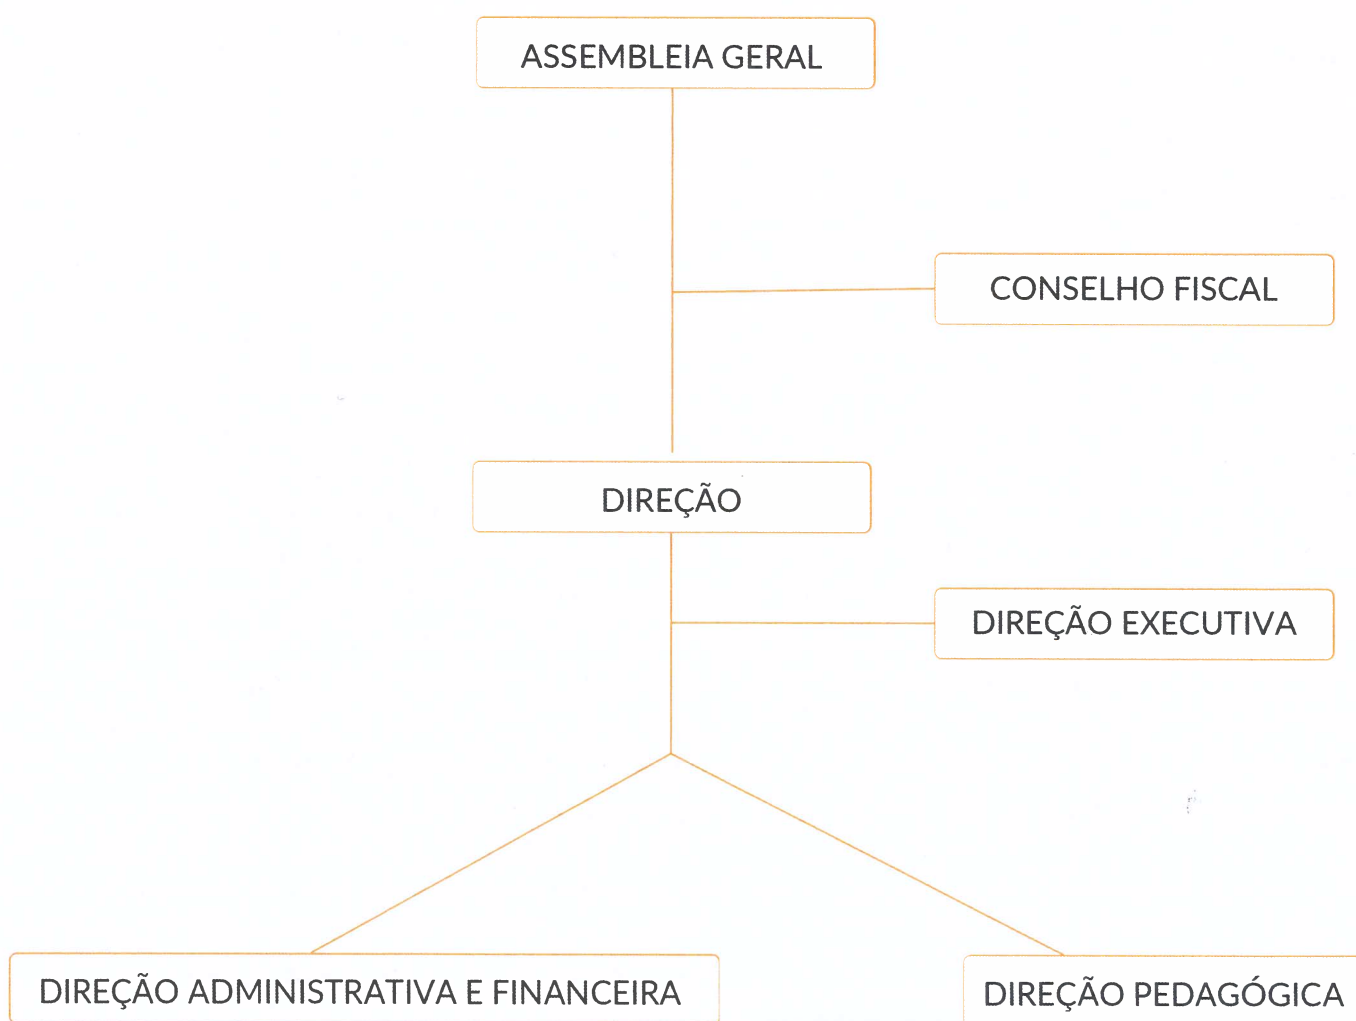 ASSEMBLEIA GERAL
CONSELHO FISCAL
DIREÇÃO
DIREÇÃO EXECUTIVA
DIREÇÃO ADMINISTRATIVA E FINANCEIRA
DIREÇÃO PEDAGÓGICA